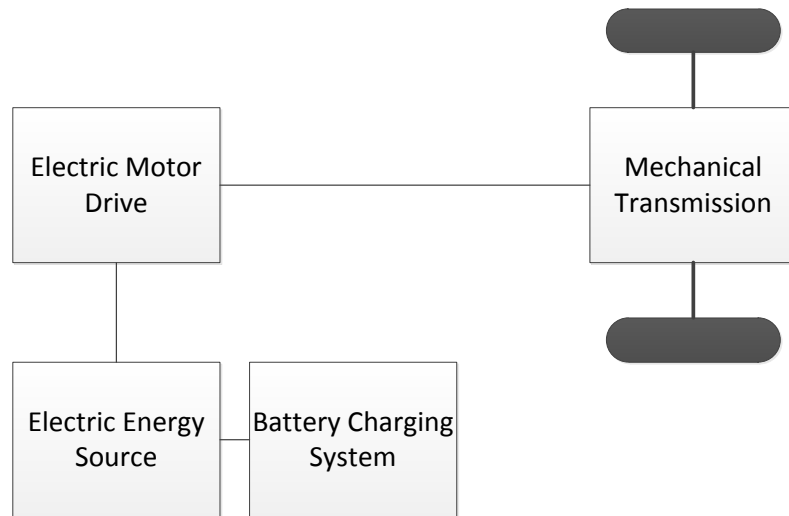 Electric Motor
Drive
Mechanical
Transmission
Electric Energy
Source
Battery Charging
System